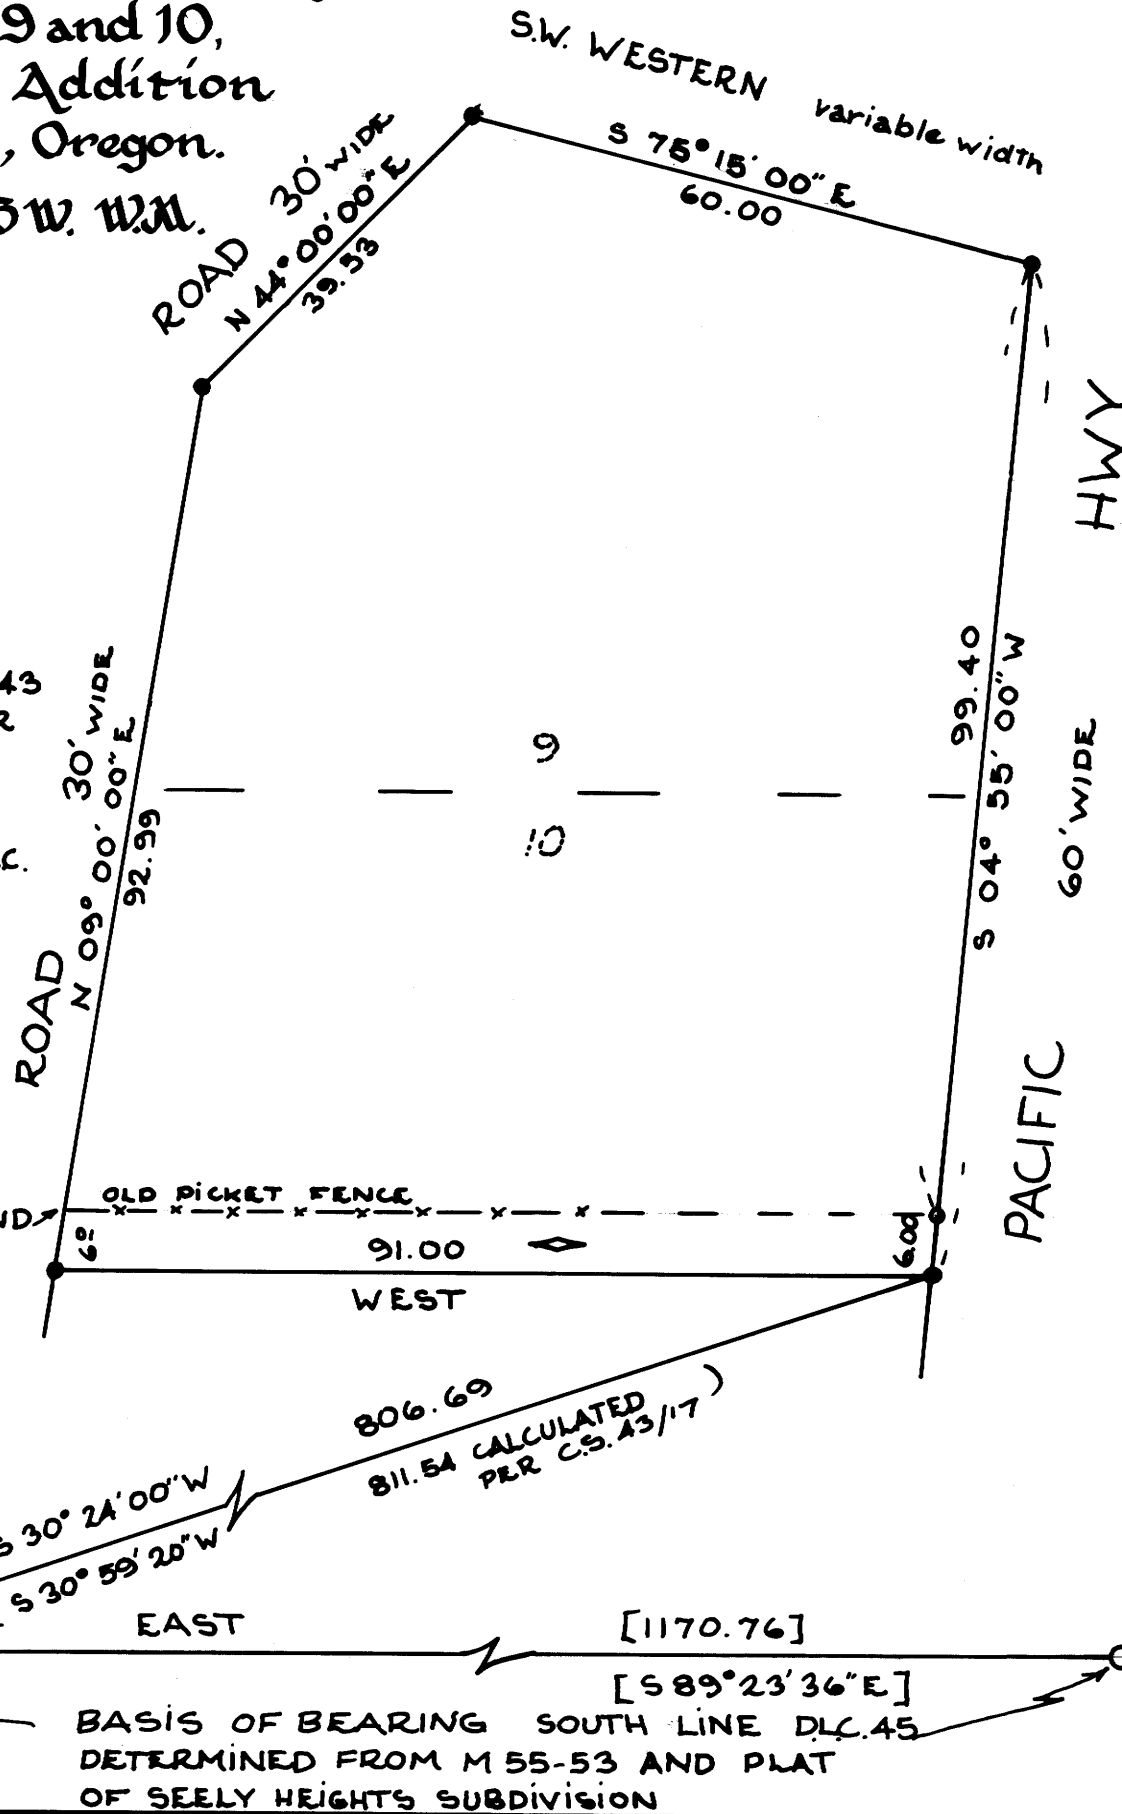 9 and 10,
Addition
, Oregon.
W. W.M.
S.W. WESTERN variable width
S 75° 15' 00" E
60.00
ROAD 30' WIDE
N 44° 00' 00" E
39.53
HWY
99.40
S 04° 55' 00" W
60' WIDE
PACIFIC
43
R
C.
ROAD 30' WIDE
N 09° 00' 00" E
92.99
9
10
OLD PICKET FENCE
ND
91.00
6.00
WEST
806.69
811.54 CALCULATED
PER C.S. 43/17 )
S 30° 24' 00" W
S 30° 59' 20" W
EAST [1170.76]
[S 89° 23' 36" E]
BASIS OF BEARING SOUTH LINE D.L.C. 45
DETERMINED FROM M 55-53 AND PLAT
OF SEELY HEIGHTS SUBDIVISION